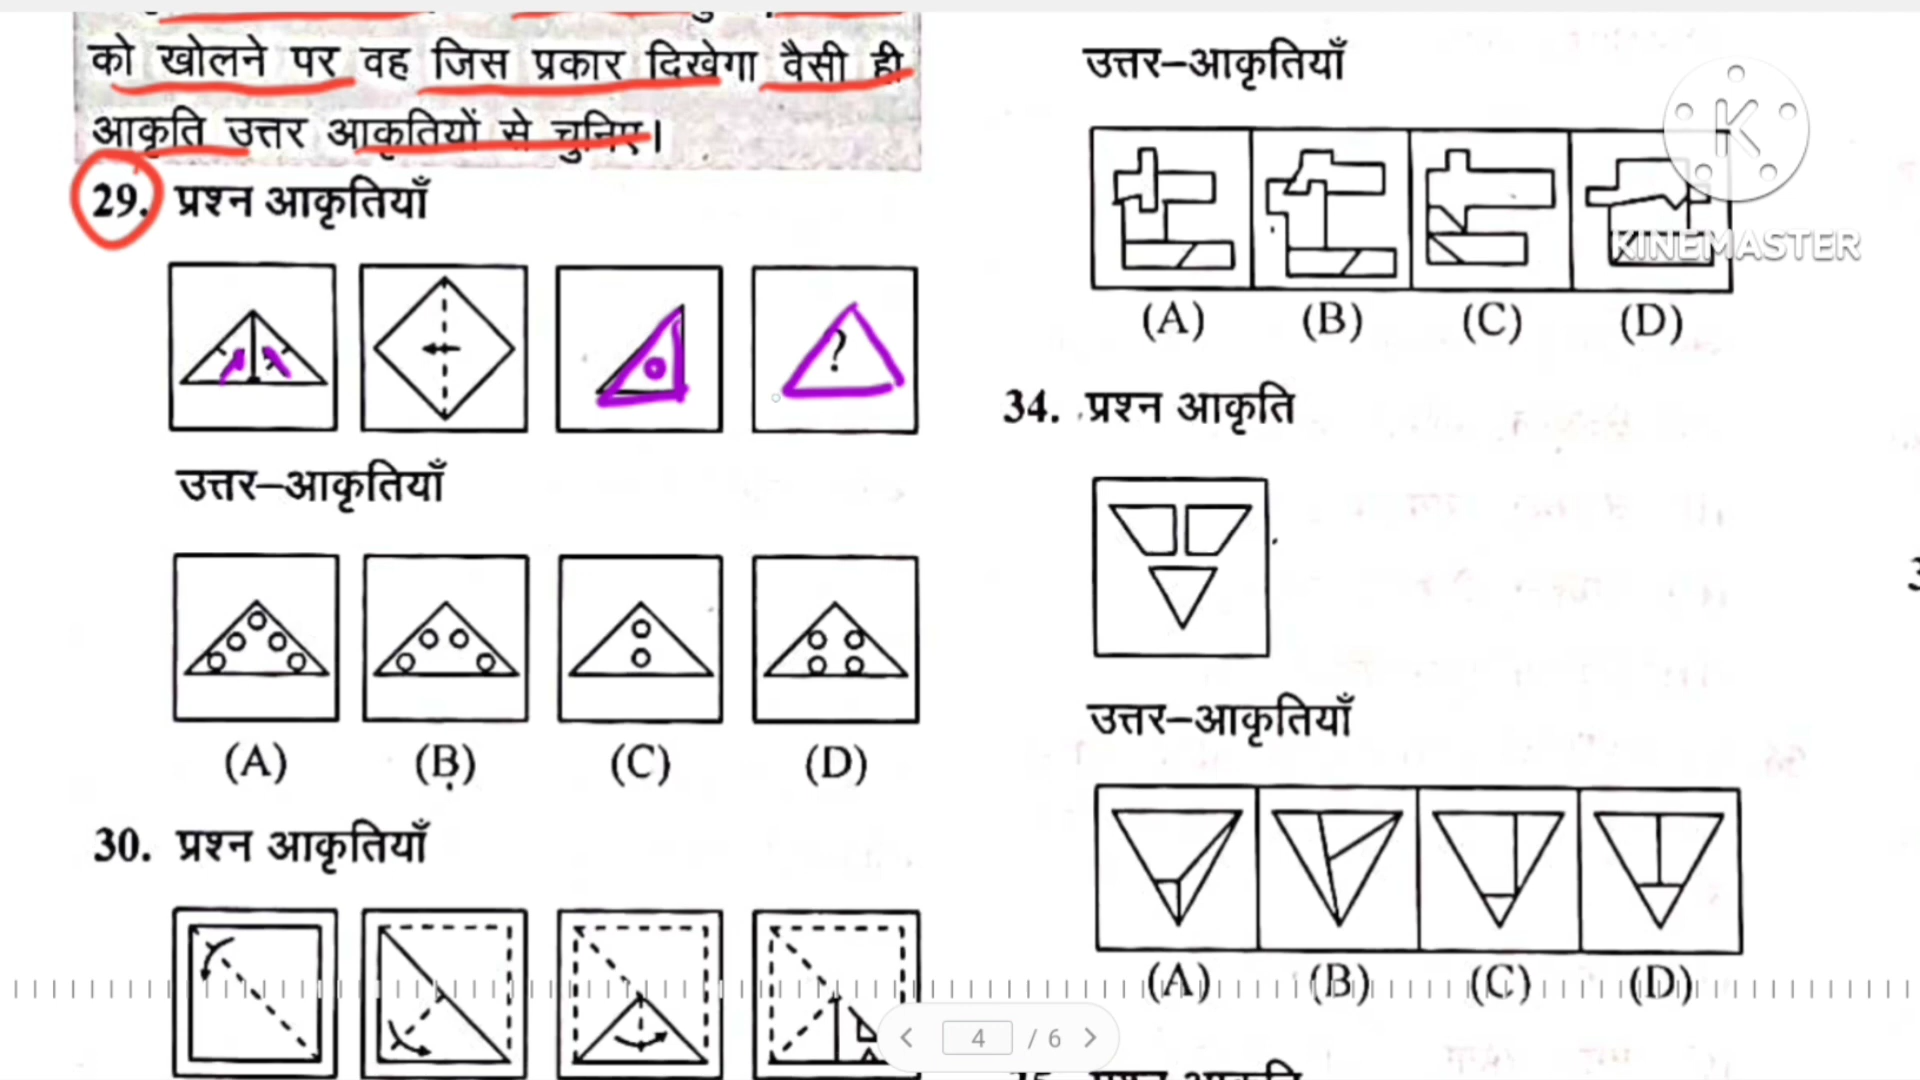 को खोलने पर वह जिस प्रकार दिखेगा वैसी ही
आकृति उत्तर आकृतियों से चुनिए।
29. प्रश्न आकृतियाँ
?
उत्तर–आकृतियाँ
(A) (B) (C) (D)
30. प्रश्न आकृतियाँ
उत्तर–आकृतियाँ
K
KINEMASTER
(A) (B) (C) (D)
34. प्रश्न आकृति
उत्तर–आकृतियाँ
(A) (B) (C) (D)
4 / 6